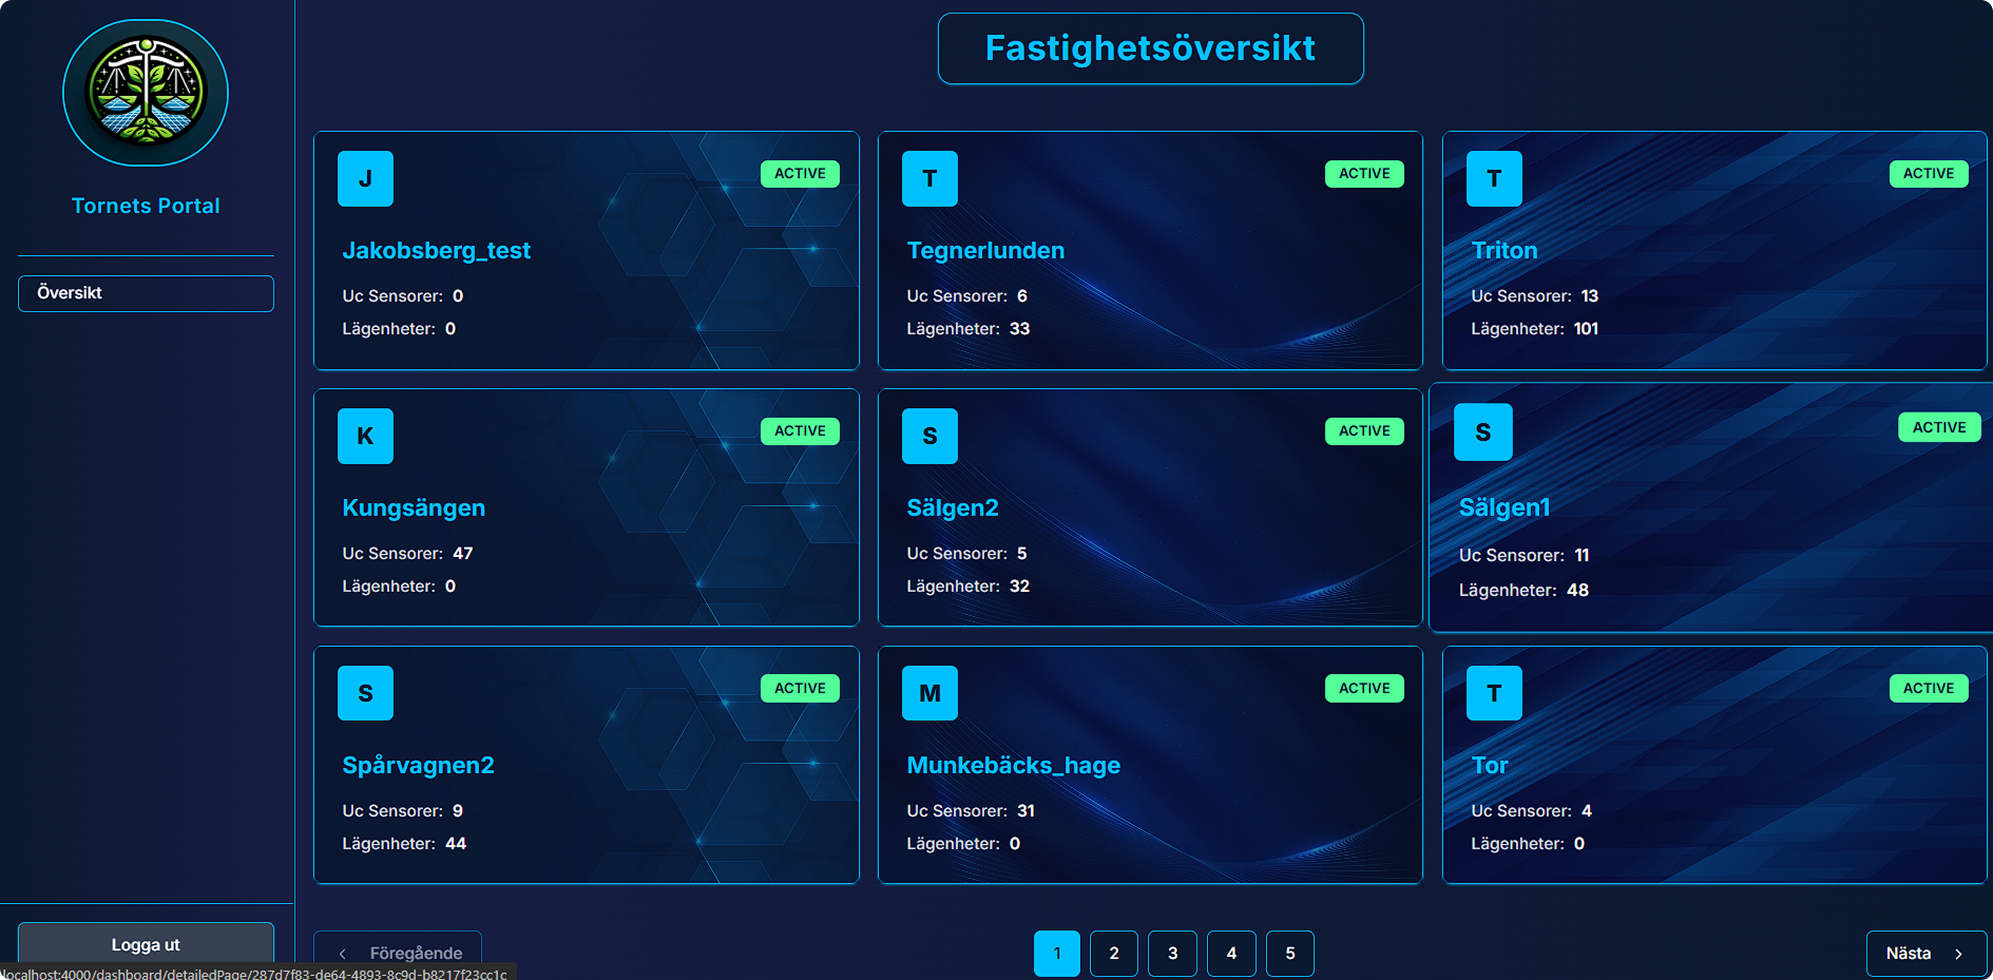 Tornets Portal
Översikt
Logga ut
localhost:4000/dashboard/detailedPage/287d7f83-de64-4893-8c9d-b8217f23cc1c
Fastighetsöversikt
J
ACTIVE
Jakobsberg_test
Uc Sensorer: 0
Lägenheter: 0
T
ACTIVE
Tegnerlunden
Uc Sensorer: 6
Lägenheter: 33
T
ACTIVE
Triton
Uc Sensorer: 13
Lägenheter: 101
K
ACTIVE
Kungsängen
Uc Sensorer: 47
Lägenheter: 0
S
ACTIVE
Sälgen2
Uc Sensorer: 5
Lägenheter: 32
S
ACTIVE
Sälgen1
Uc Sensorer: 11
Lägenheter: 48
S
ACTIVE
Spårvagnen2
Uc Sensorer: 9
Lägenheter: 44
M
ACTIVE
Munkebäcks_hage
Uc Sensorer: 31
Lägenheter: 0
T
ACTIVE
Tor
Uc Sensorer: 4
Lägenheter: 0
‹ Föregående
1 2 3 4 5
Nästa ›